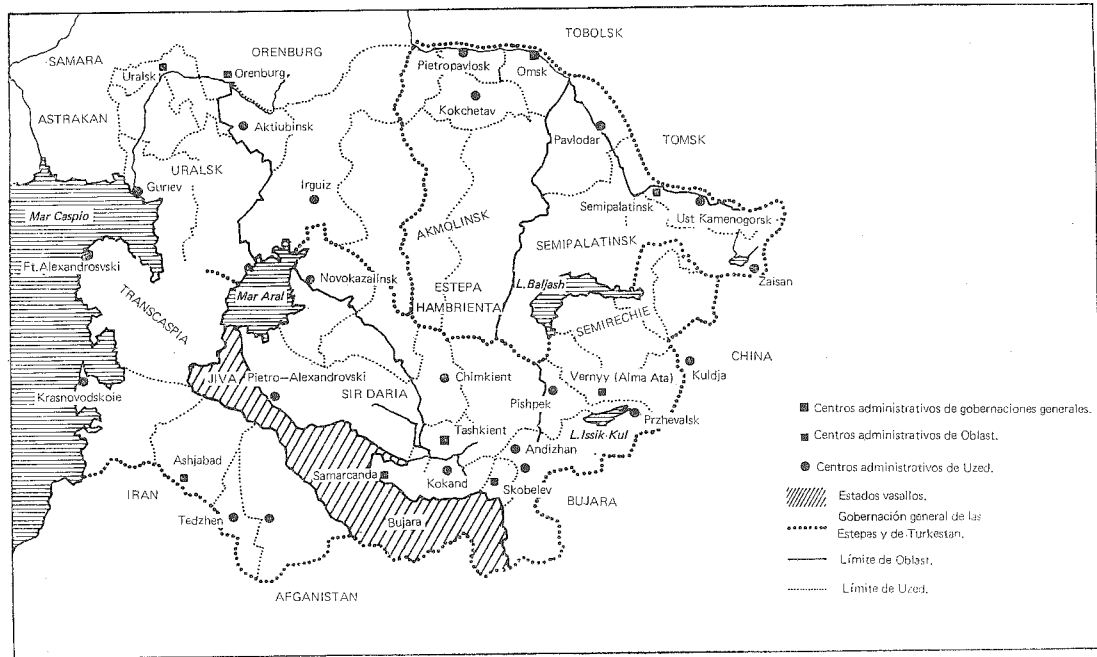 TOBOLSK
ORENBURG
SAMARA
Uralsk
Orenburg
Pietropavlosk
Omsk
Kokchetav
ASTRAKAN
Aktiubinsk
Pavlodar
TOMSK
URALSK
Guriev
Irguiz
Semipalatinsk
Ust Kamenogorsk
Mar Caspio
AKMOLINSK
SEMIPALATINSK
Ft.Alexandrosvski
Novokazalinsk
Zaisan
Mar Aral
ESTEPA
HAMBRIENTA
L.Baljash
TRANSCASPIA
SEMIRECHIE
CHINA
Kuldja
JIVA
Pietro-Alexandrovski
Chimkient
Vernyy (Alma Ata)
Krasnovodskoie
SIR DARIA
Pishpek
Przhevalsk
L.Issik-Kul
Tashkient
Andizhan
Ashjabad
Samarcanda
Kokand
Skobelev
IRAN
BUJARA
Tedzhen
Bujara
AFGANISTAN
Centros administrativos de gobernaciones generales.
Centros administrativos de Oblast.
Centros administrativos de Uzed.
Estados vasallos.
Gobernación general de las
Estepas y de Turkestan.
Límite de Oblast.
Límite de Uzed.